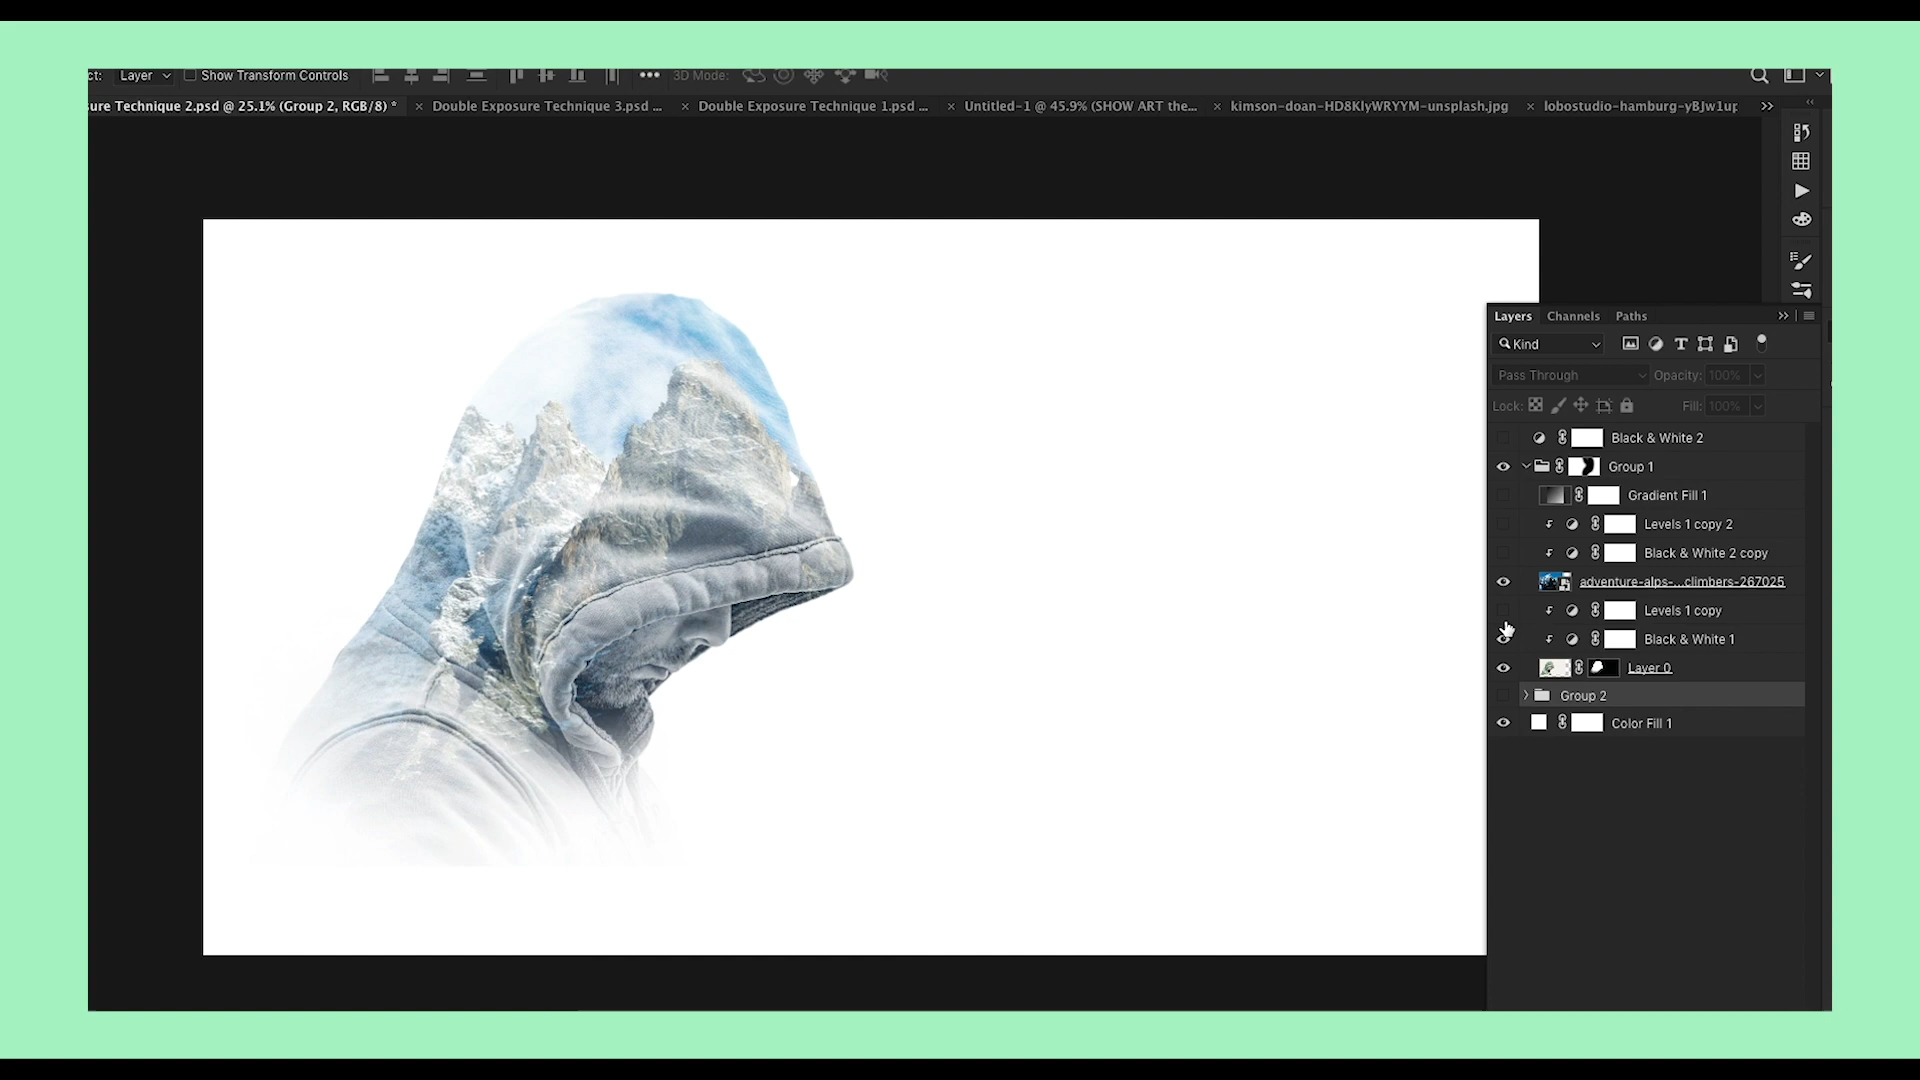 ct: Layer Show Transform Controls 3D Mode:
sure Technique 2.psd @ 25.1% (Group 2, RGB/8) * × Double Exposure Technique 3.psd ... × Double Exposure Technique 1.psd ... × Untitled-1 @ 45.9% (SHOW ART the... × kimson-doan-HD8KlyWRYYM-unsplash.jpg × lobostudio-hamburg-yBJw1up
Layers Channels Paths
Kind
Pass Through Opacity: 100%
Lock: Fill: 100%
Black & White 2
Group 1
Gradient Fill 1
Levels 1 copy 2
Black & White 2 copy
adventure-alps-...climbers-267025
Levels 1 copy
Black & White 1
Layer 0
Group 2
Color Fill 1